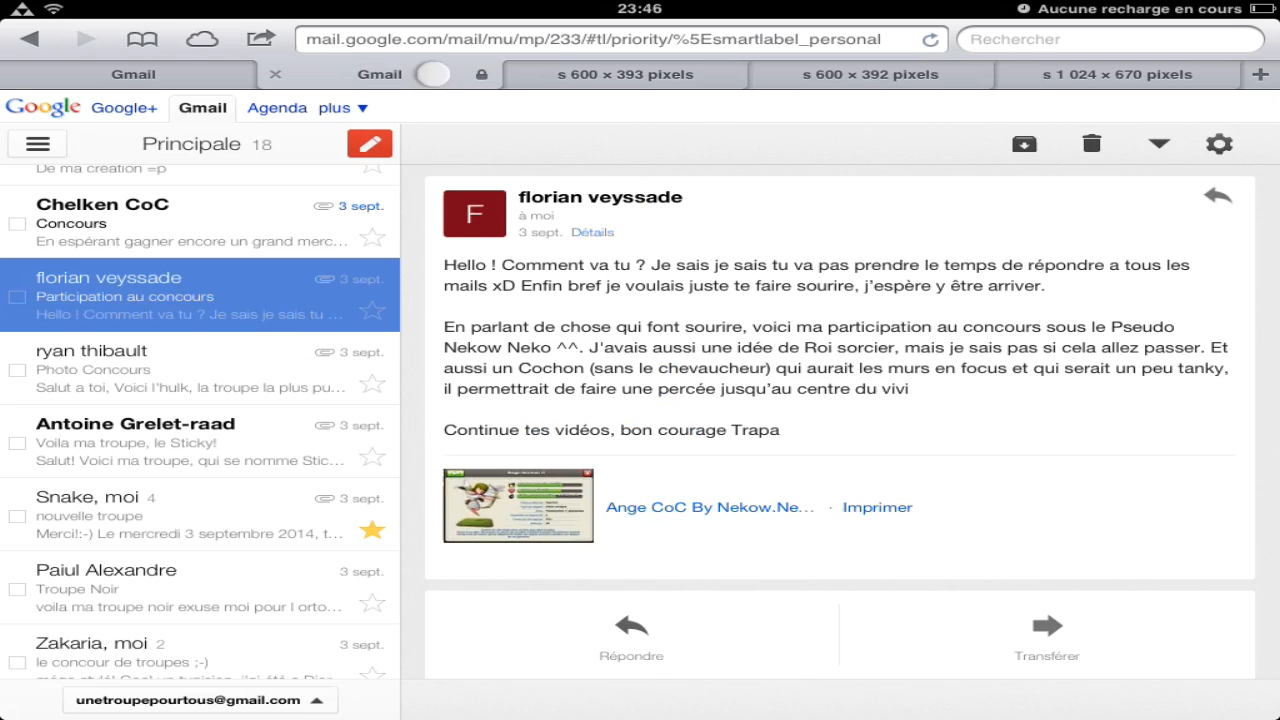 23:46
Aucune recharge en cours
mail.google.com/mail/mu/mp/233/#tl/priority/%5Esmartlabel_personal
Rechercher
Gmail
Gmail
s 600 × 393 pixels
s 600 × 392 pixels
s 1 024 × 670 pixels
Google Google+ Gmail Agenda plus
Principale 18
De ma création =p
Chelken CoC 3 sept.
Concours
En espérant gagner encore un grand merc...
florian veyssade 3 sept.
Participation au concours
Hello ! Comment va tu ? Je sais je sais tu ...
ryan thibault 3 sept.
Photo Concours
Salut a toi, Voici l'hulk, la troupe la plus pu...
Antoine Grelet-raad 3 sept.
Voila ma troupe, le Sticky!
Salut! Voici ma troupe, qui se nomme Stic...
Snake, moi 4 3 sept.
nouvelle troupe
Merci!:-) Le mercredi 3 septembre 2014, t...
Paiul Alexandre 3 sept.
Troupe Noir
voila ma troupe noir exuse moi pour l orto...
Zakaria, moi 2 3 sept.
le concour de troupes ;-)
unetroupepourtous@gmail.com
F
florian veyssade
à moi
3 sept. Détails
Hello ! Comment va tu ? Je sais je sais tu va pas prendre le temps de répondre a tous les
mails xD Enfin bref je voulais juste te faire sourire, j'espère y être arriver.
En parlant de chose qui font sourire, voici ma participation au concours sous le Pseudo
Nekow Neko ^^. J'avais aussi une idée de Roi sorcier, mais je sais pas si cela allez passer. Et
aussi un Cochon (sans le chevaucheur) qui aurait les murs en focus et qui serait un peu tanky,
il permettrait de faire une percée jusqu'au centre du vivi
Continue tes vidéos, bon courage Trapa
Ange CoC By Nekow.Ne... · Imprimer
Répondre
Transférer